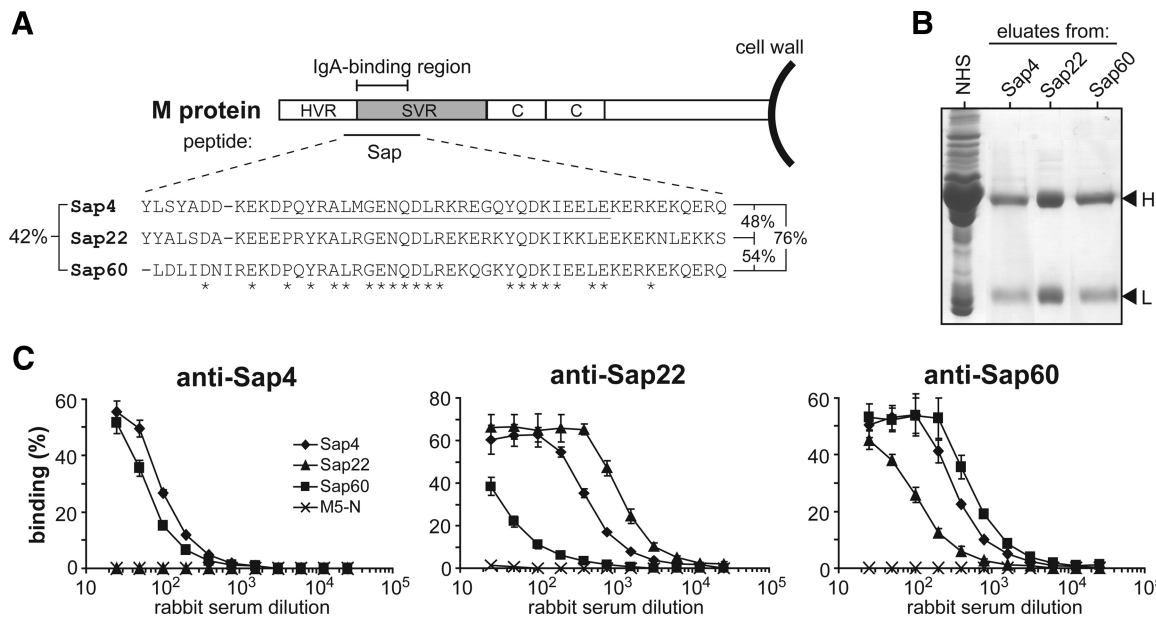 A
IgA-binding region
cell wall
M protein
HVR SVR C C
peptide:
Sap
Sap4 YLSYADD-KEKDPQYRALMGENQDLRKREGQYQDKIEELEKERKEKQERQ
48%
42% Sap22 YYALSDA-KEEEPRYKALRGENQDLREKERKYQDKIKKLEEKEKNLEKKS 76%
54%
Sap60 -LDLIDNIREKDPQYRALRGENQDLREKQGKYQDKIEELEKERKEKQERQ
* * * * * * * * * * * * * * * * * * * * *
B
eluates from:
NHS Sap4 Sap22 Sap60
H
L
C
anti-Sap4
binding (%)
60
40
20
0
10 10² 10³ 10⁴ 10⁵
rabbit serum dilution
Sap4
Sap22
Sap60
M5-N
anti-Sap22
80
60
40
20
0
10 10² 10³ 10⁴ 10⁵
rabbit serum dilution
anti-Sap60
60
40
20
0
10 10² 10³ 10⁴ 10⁵
rabbit serum dilution